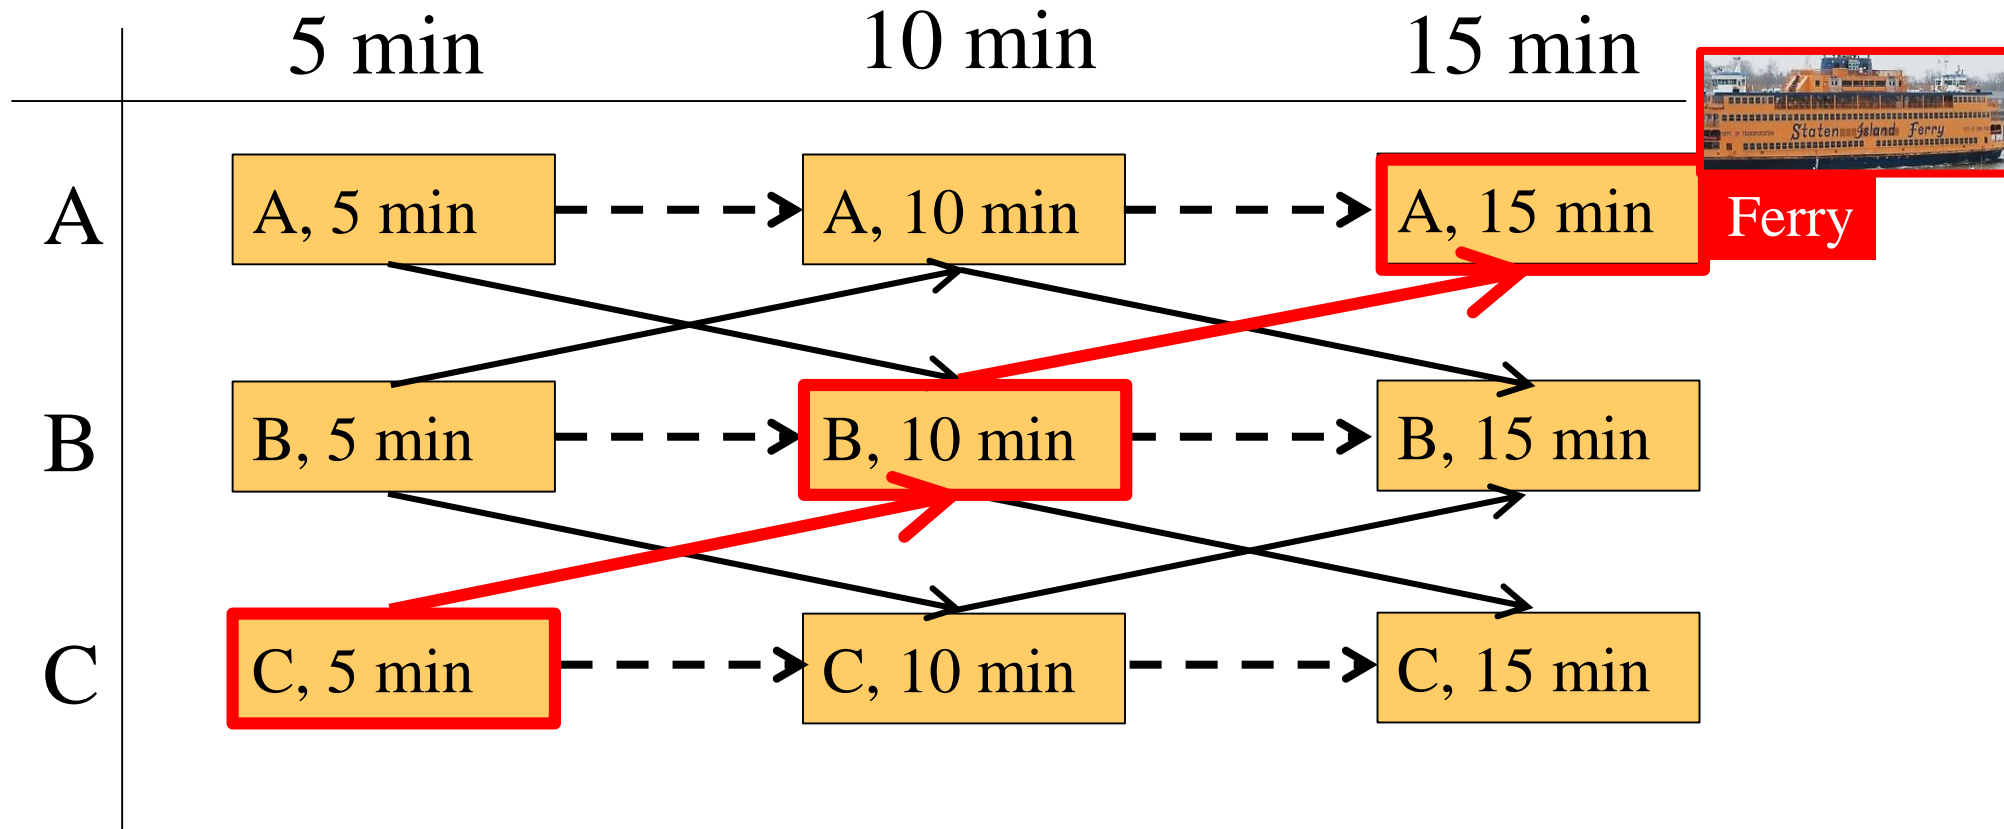 5 min 10 min 15 min
Staten Island Ferry
A A, 5 min A, 10 min A, 15 min Ferry
B B, 5 min B, 10 min B, 15 min
C C, 5 min C, 10 min C, 15 min